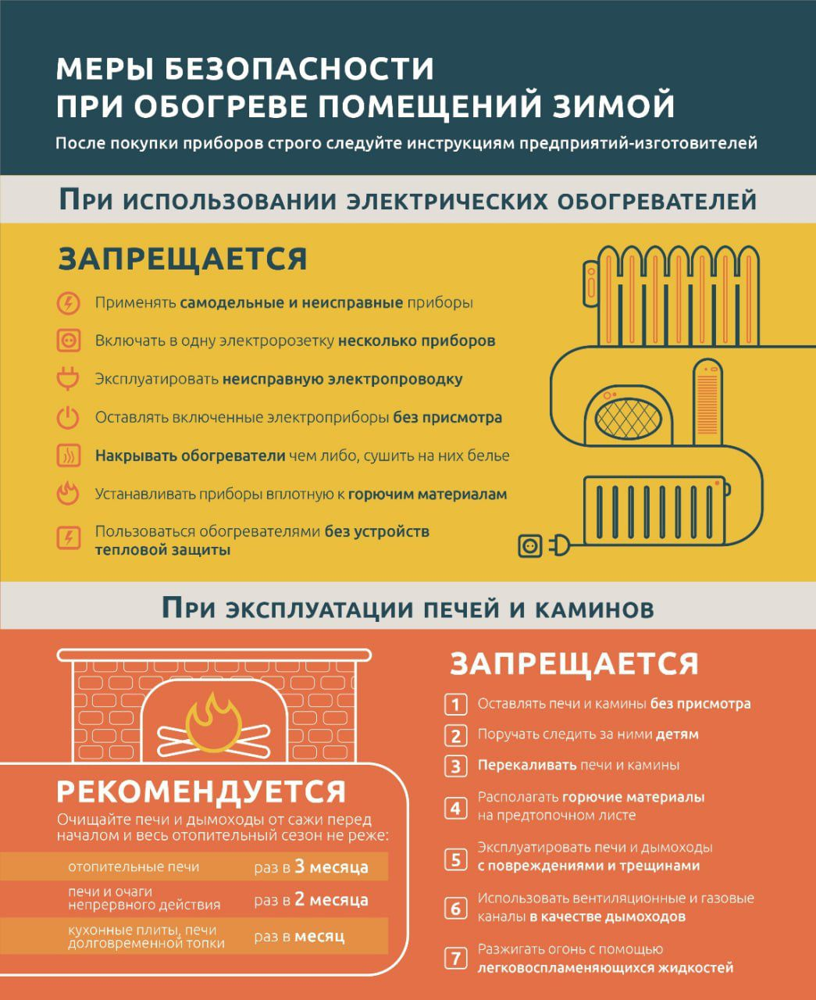 МЕРЫ БЕЗОПАСНОСТИ
ПРИ ОБОГРЕВЕ ПОМЕЩЕНИЙ ЗИМОЙ
После покупки приборов строго следуйте инструкциям предприятий-изготовителей
При использовании электрических обогревателей
ЗАПРЕЩАЕТСЯ
Применять самодельные и неисправные приборы
Включать в одну электророзетку несколько приборов
Эксплуатировать неисправную электропроводку
Оставлять включенные электроприборы без присмотра
Накрывать обогреватели чем либо, сушить на них белье
Устанавливать приборы вплотную к горючим материалам
Пользоваться обогревателями без устройств
тепловой защиты
При эксплуатации печей и каминов
РЕКОМЕНДУЕТСЯ
Очищайте печи и дымоходы от сажи перед
началом и весь отопительный сезон не реже:
отопительные печи раз в 3 месяца
печи и очаги
непрервного действия раз в 2 месяца
кухонные плиты, печи
долговременной топки раз в месяц
ЗАПРЕЩАЕТСЯ
1 Оставлять печи и камины без присмотра
2 Поручать следить за ними детям
3 Перекаливать печи и камины
4 Располагать горючие материалы
на предтопочном листе
5 Эксплуатировать печи и дымоходы
с повреждениями и трещинами
6 Использовать вентиляционные и газовые
каналы в качестве дымоходов
7 Разжигать огонь с помощью
легковоспламеняющихся жидкостей